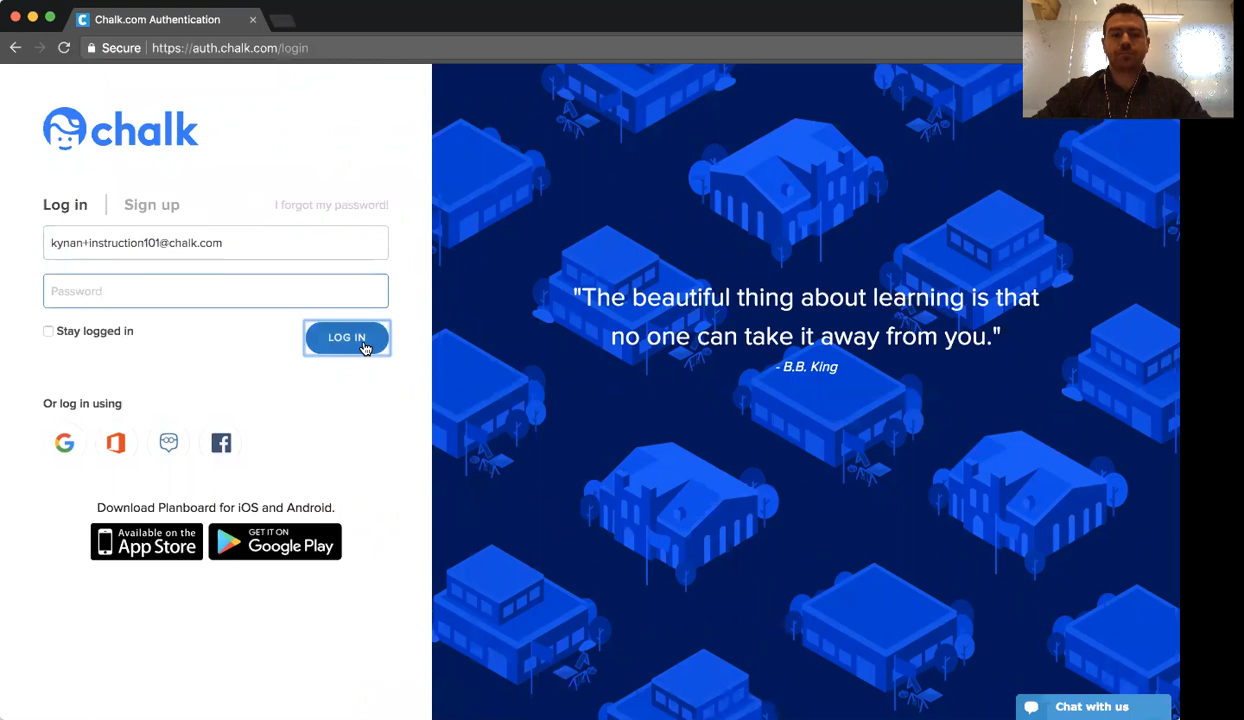 Chalk.com Authentication
Secure https://auth.chalk.com/login
chalk
Log in Sign up I forgot my password!
kynan+instruction101@chalk.com
Password
Stay logged in
LOG IN
Or log in using
Download Planboard for iOS and Android.
Available on the
App Store
GET IT ON
Google Play
"The beautiful thing about learning is that
no one can take it away from you."
- B.B. King
Chat with us